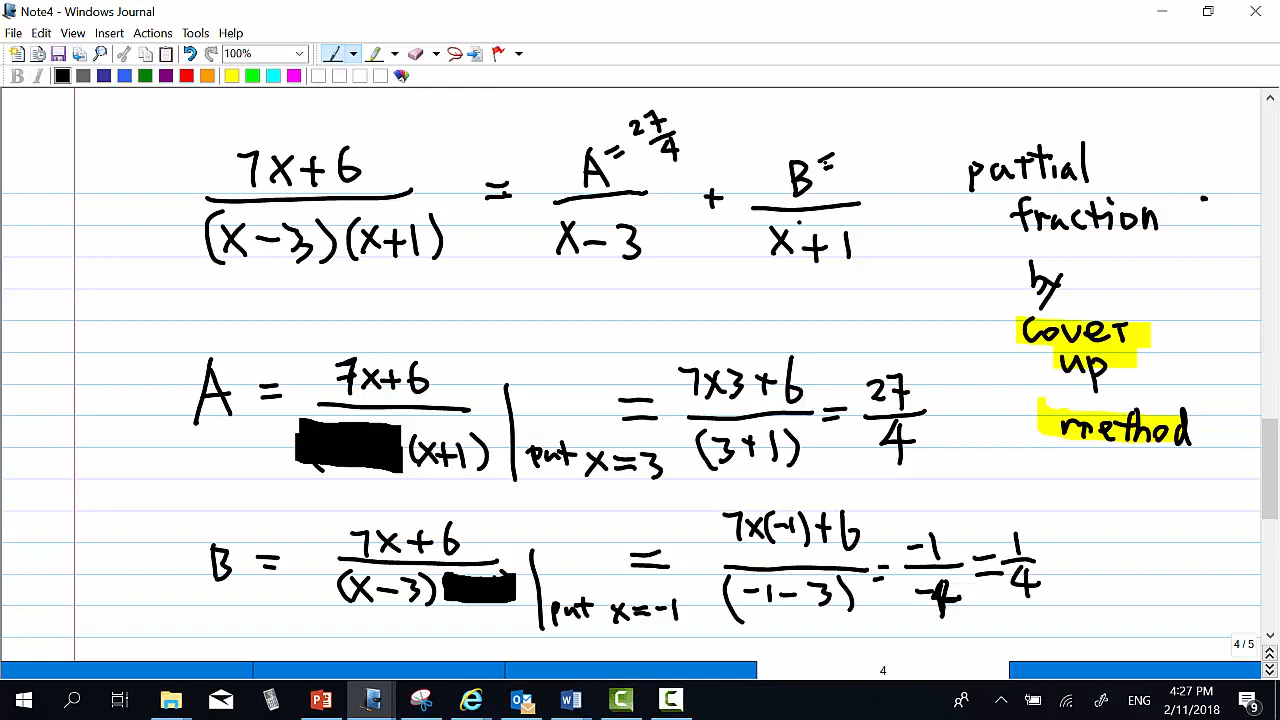 Note4 - Windows Journal
File Edit View Insert Actions Tools Help
100%
B I
7x+6 / (x-3)(x+1) = A = 27/4 / x-3 + B = / x+1
partial
fraction
by
cover
up
method
A = 7x+6 / (x+1) | put x=3 = 7x3+6 / (3+1) = 27/4
B = 7x+6 / (x-3) | put x=-1 = 7x(-1)+6 / (-1-3) = -1/-4 = 1/4
4 / 5
4
ENG
4:27 PM
2/11/2018
9